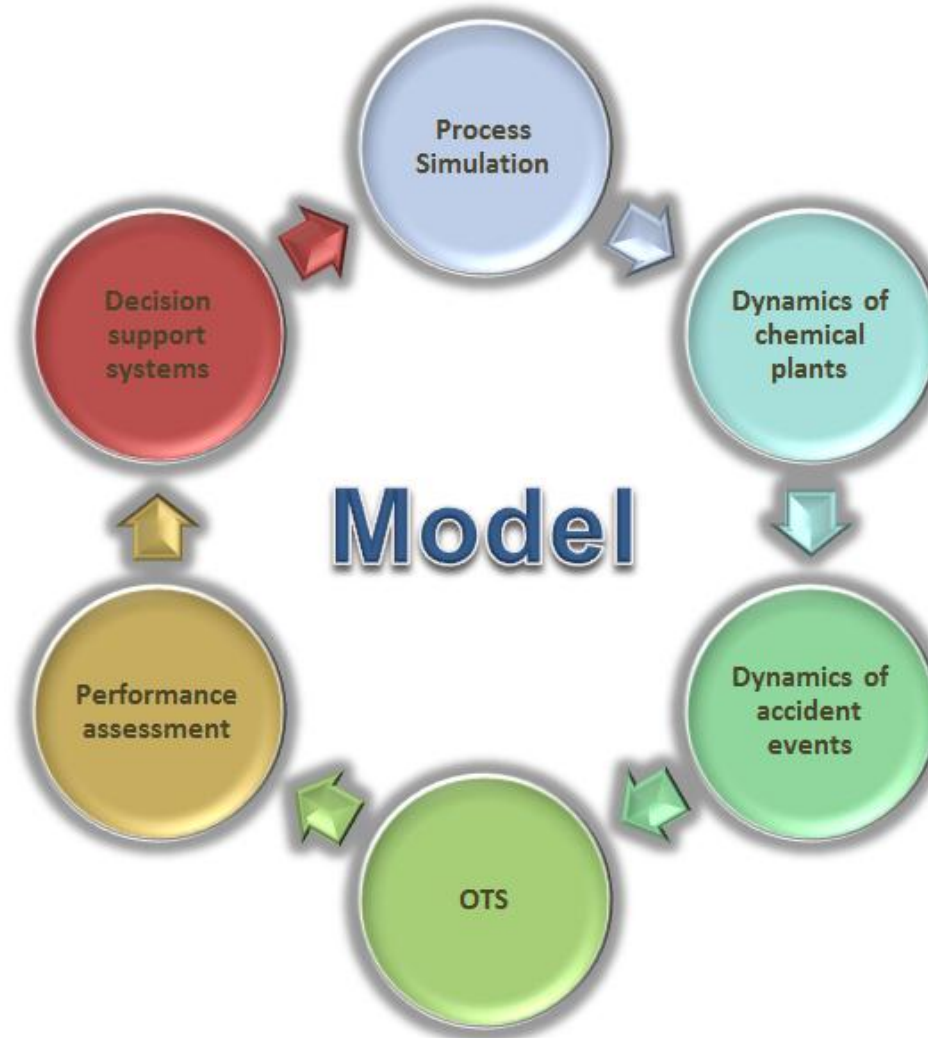 Process
Simulation
Dynamics of
chemical
plants
Dynamics of
accident
events
OTS
Performance
assessment
Decision
support
systems
Model